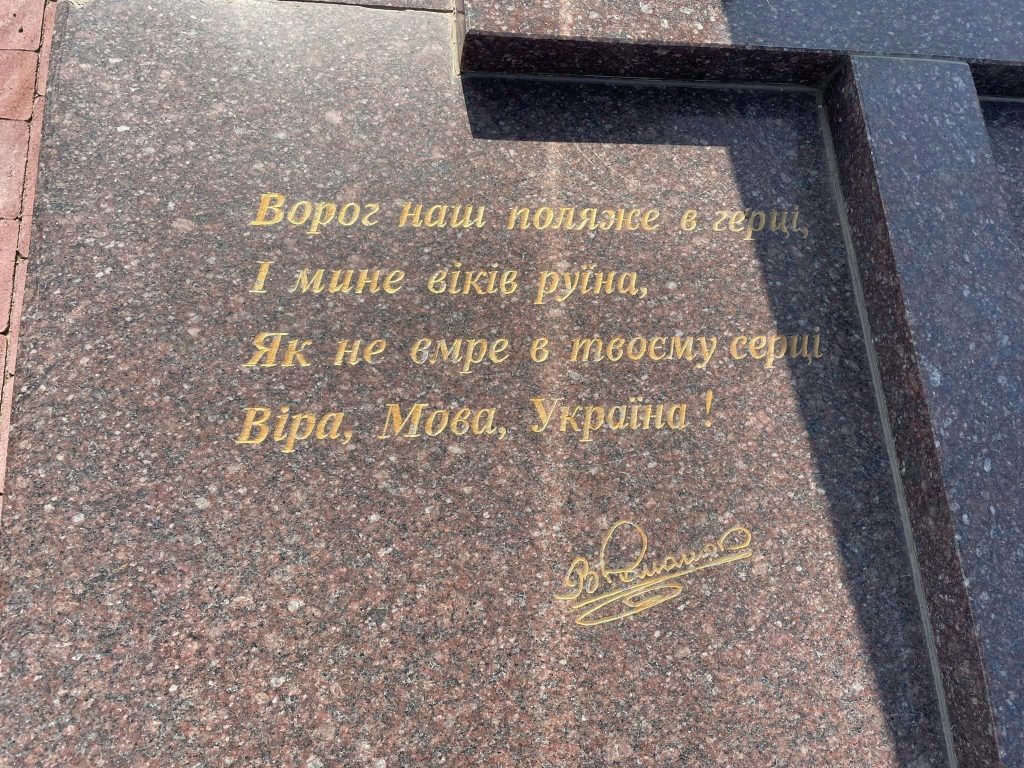 Ворог наш поляже в герці,
І мине віків руїна,
Як не вмре в твоєму серці
Віра, Мова, Україна!